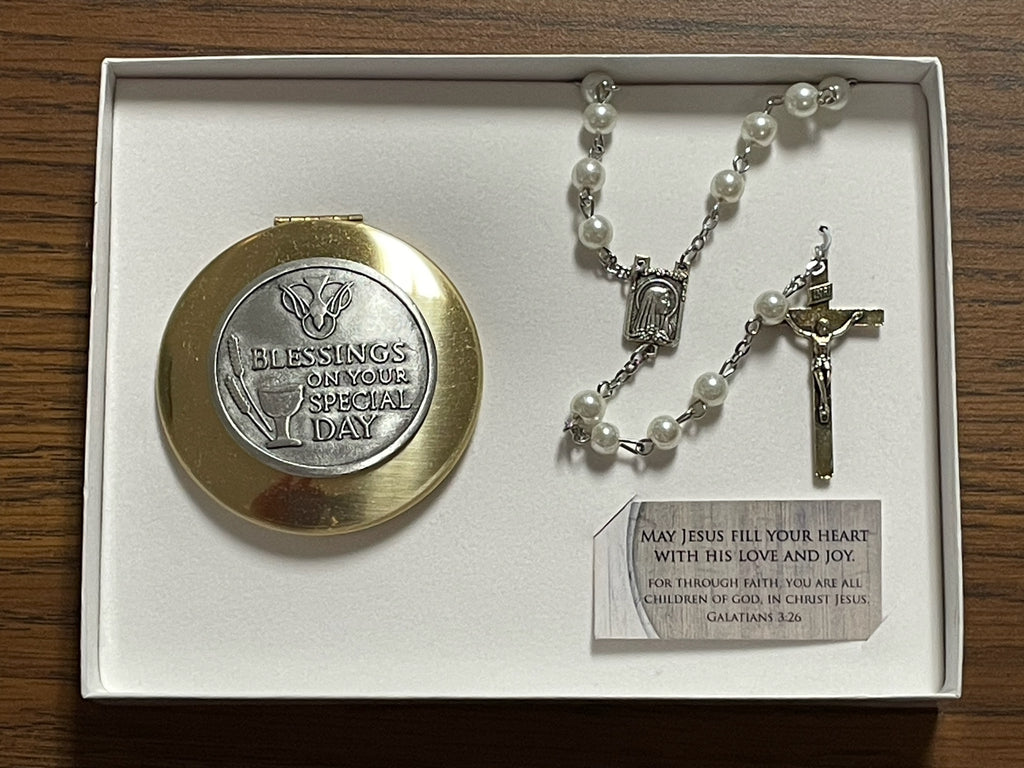 BLESSINGS
ON YOUR
SPECIAL
DAY
MAY JESUS FILL YOUR HEART
WITH HIS LOVE AND JOY.
FOR THROUGH FAITH, YOU ARE ALL
CHILDREN OF GOD, IN CHRIST JESUS.
GALATIANS 3:26